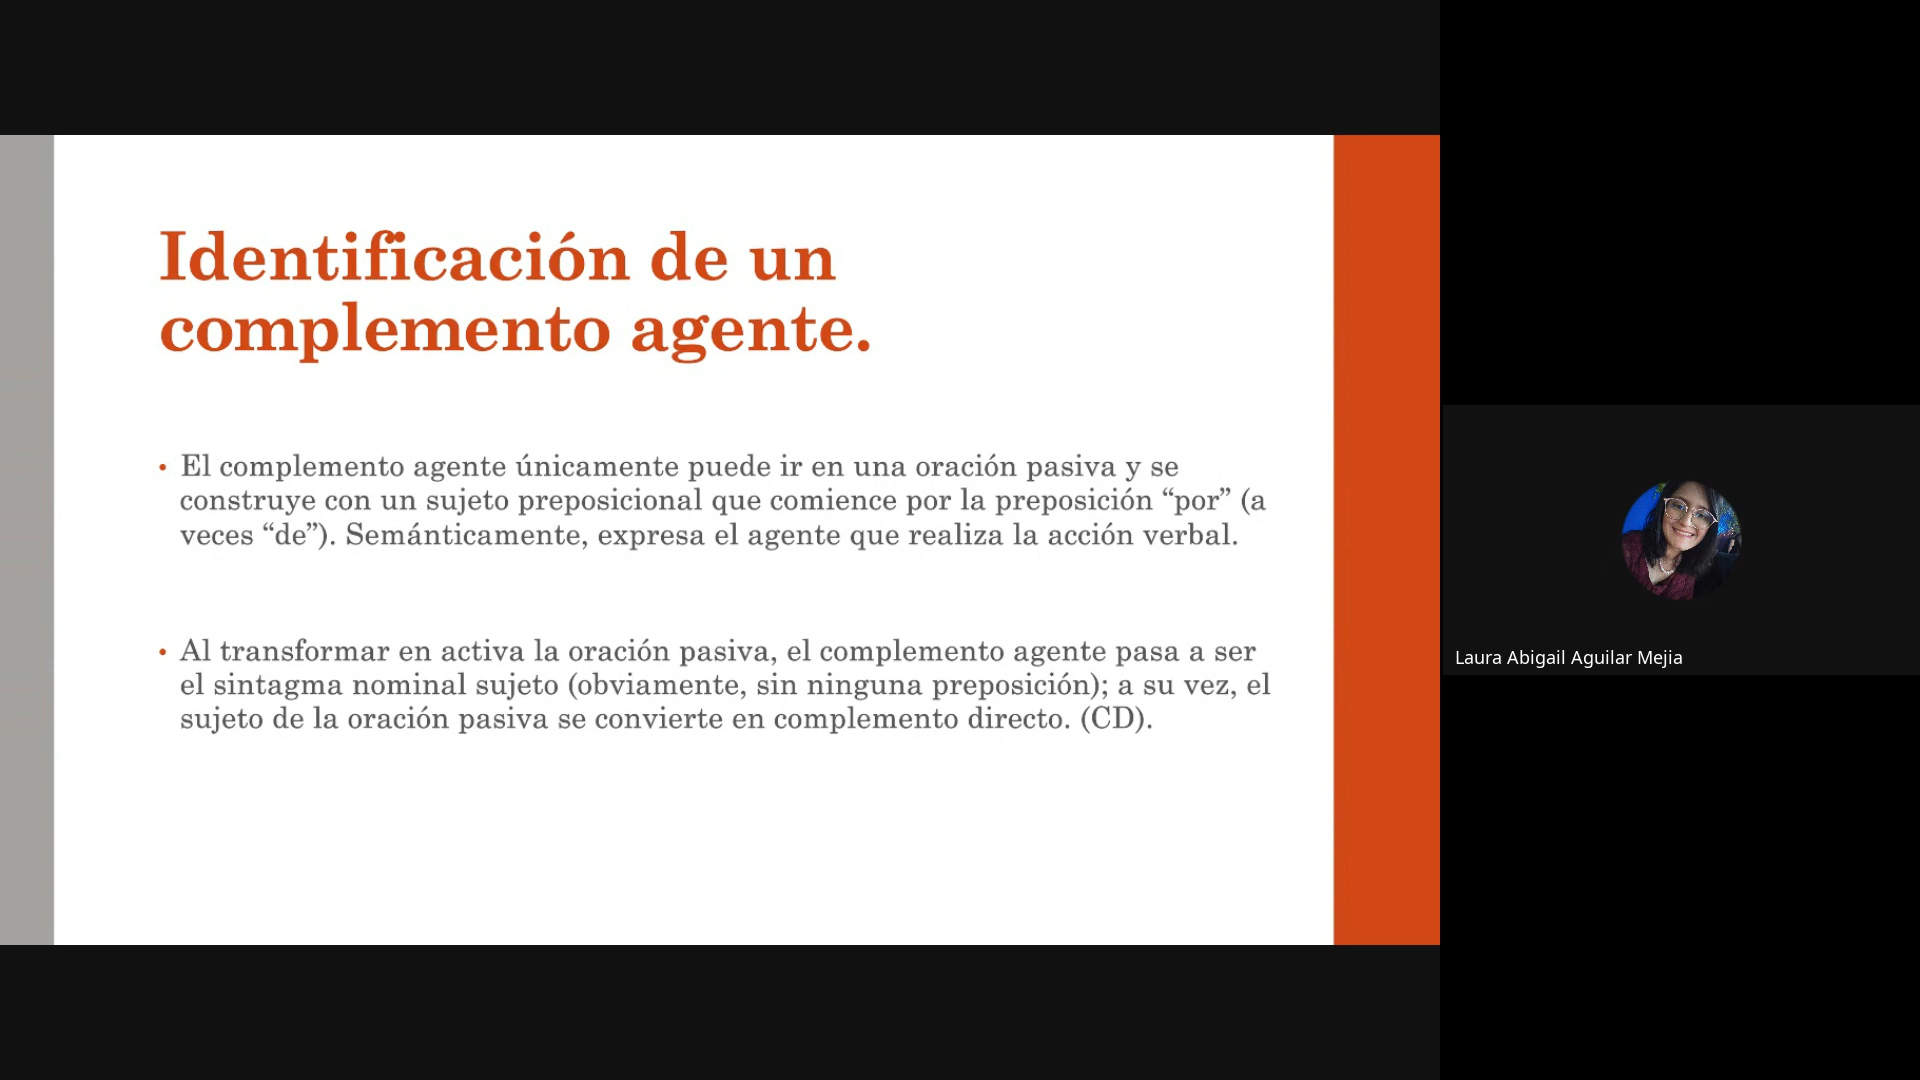 Identificación de un
complemento agente.
• El complemento agente únicamente puede ir en una oración pasiva y se
construye con un sujeto preposicional que comience por la preposición “por” (a
veces “de”). Semánticamente, expresa el agente que realiza la acción verbal.
• Al transformar en activa la oración pasiva, el complemento agente pasa a ser
el sintagma nominal sujeto (obviamente, sin ninguna preposición); a su vez, el
sujeto de la oración pasiva se convierte en complemento directo. (CD).
Laura Abigail Aguilar Mejia